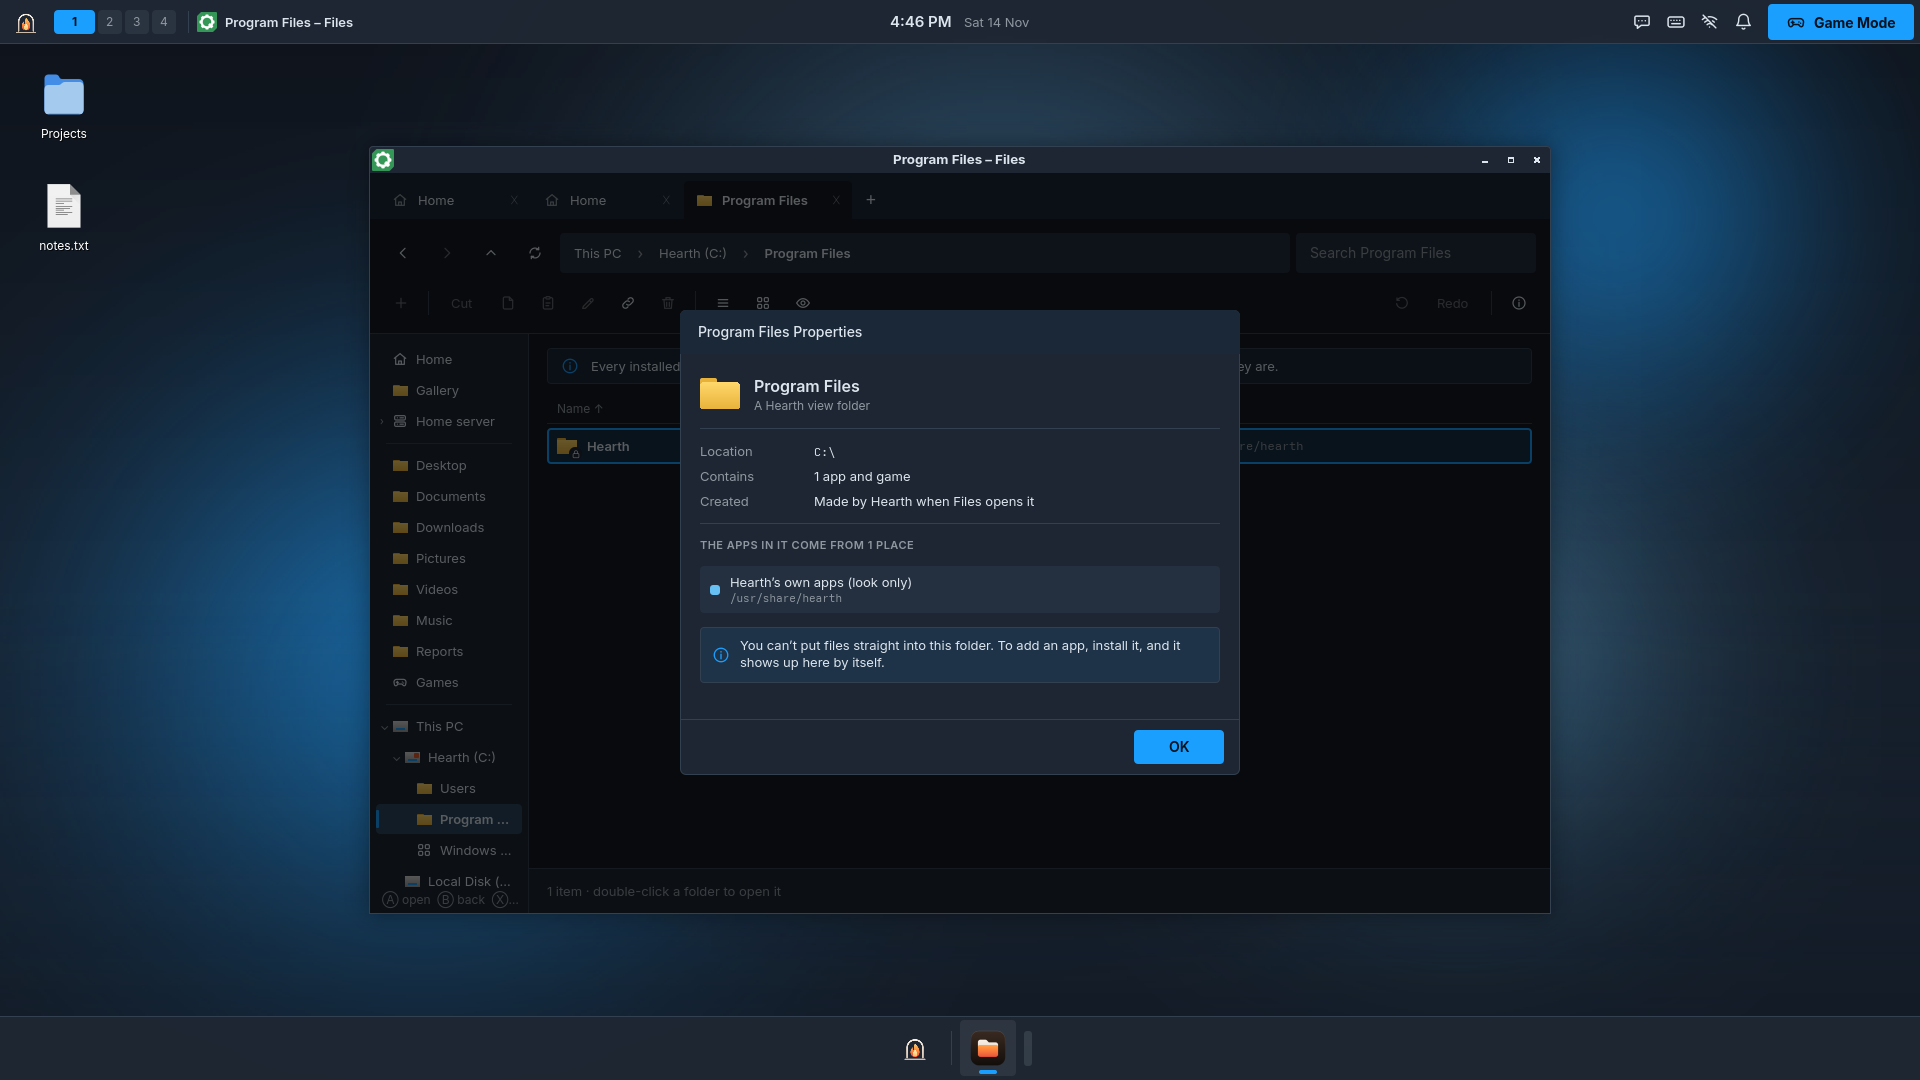 1 2 3 4 Program Files – Files 4:46 PM Sat 14 Nov Game Mode
Projects
notes.txt
Program Files – Files
Home X Home X Program Files X +
This PC › Hearth (C:) › Program Files Search Program Files
Cut Redo
Program Files Properties
Home
Gallery
Home server
Desktop
Documents
Downloads
Pictures
Videos
Music
Reports
Games
This PC
Hearth (C:)
Users
Program ...
Windows ...
Local Disk (...
A open B back X...
Every installed
ey are.
Name ↑
Hearth
re/hearth
Program Files
A Hearth view folder
Location C:\
Contains 1 app and game
Created Made by Hearth when Files opens it
THE APPS IN IT COME FROM 1 PLACE
Hearth’s own apps (look only)
/usr/share/hearth
You can’t put files straight into this folder. To add an app, install it, and it
shows up here by itself.
OK
1 item · double-click a folder to open it